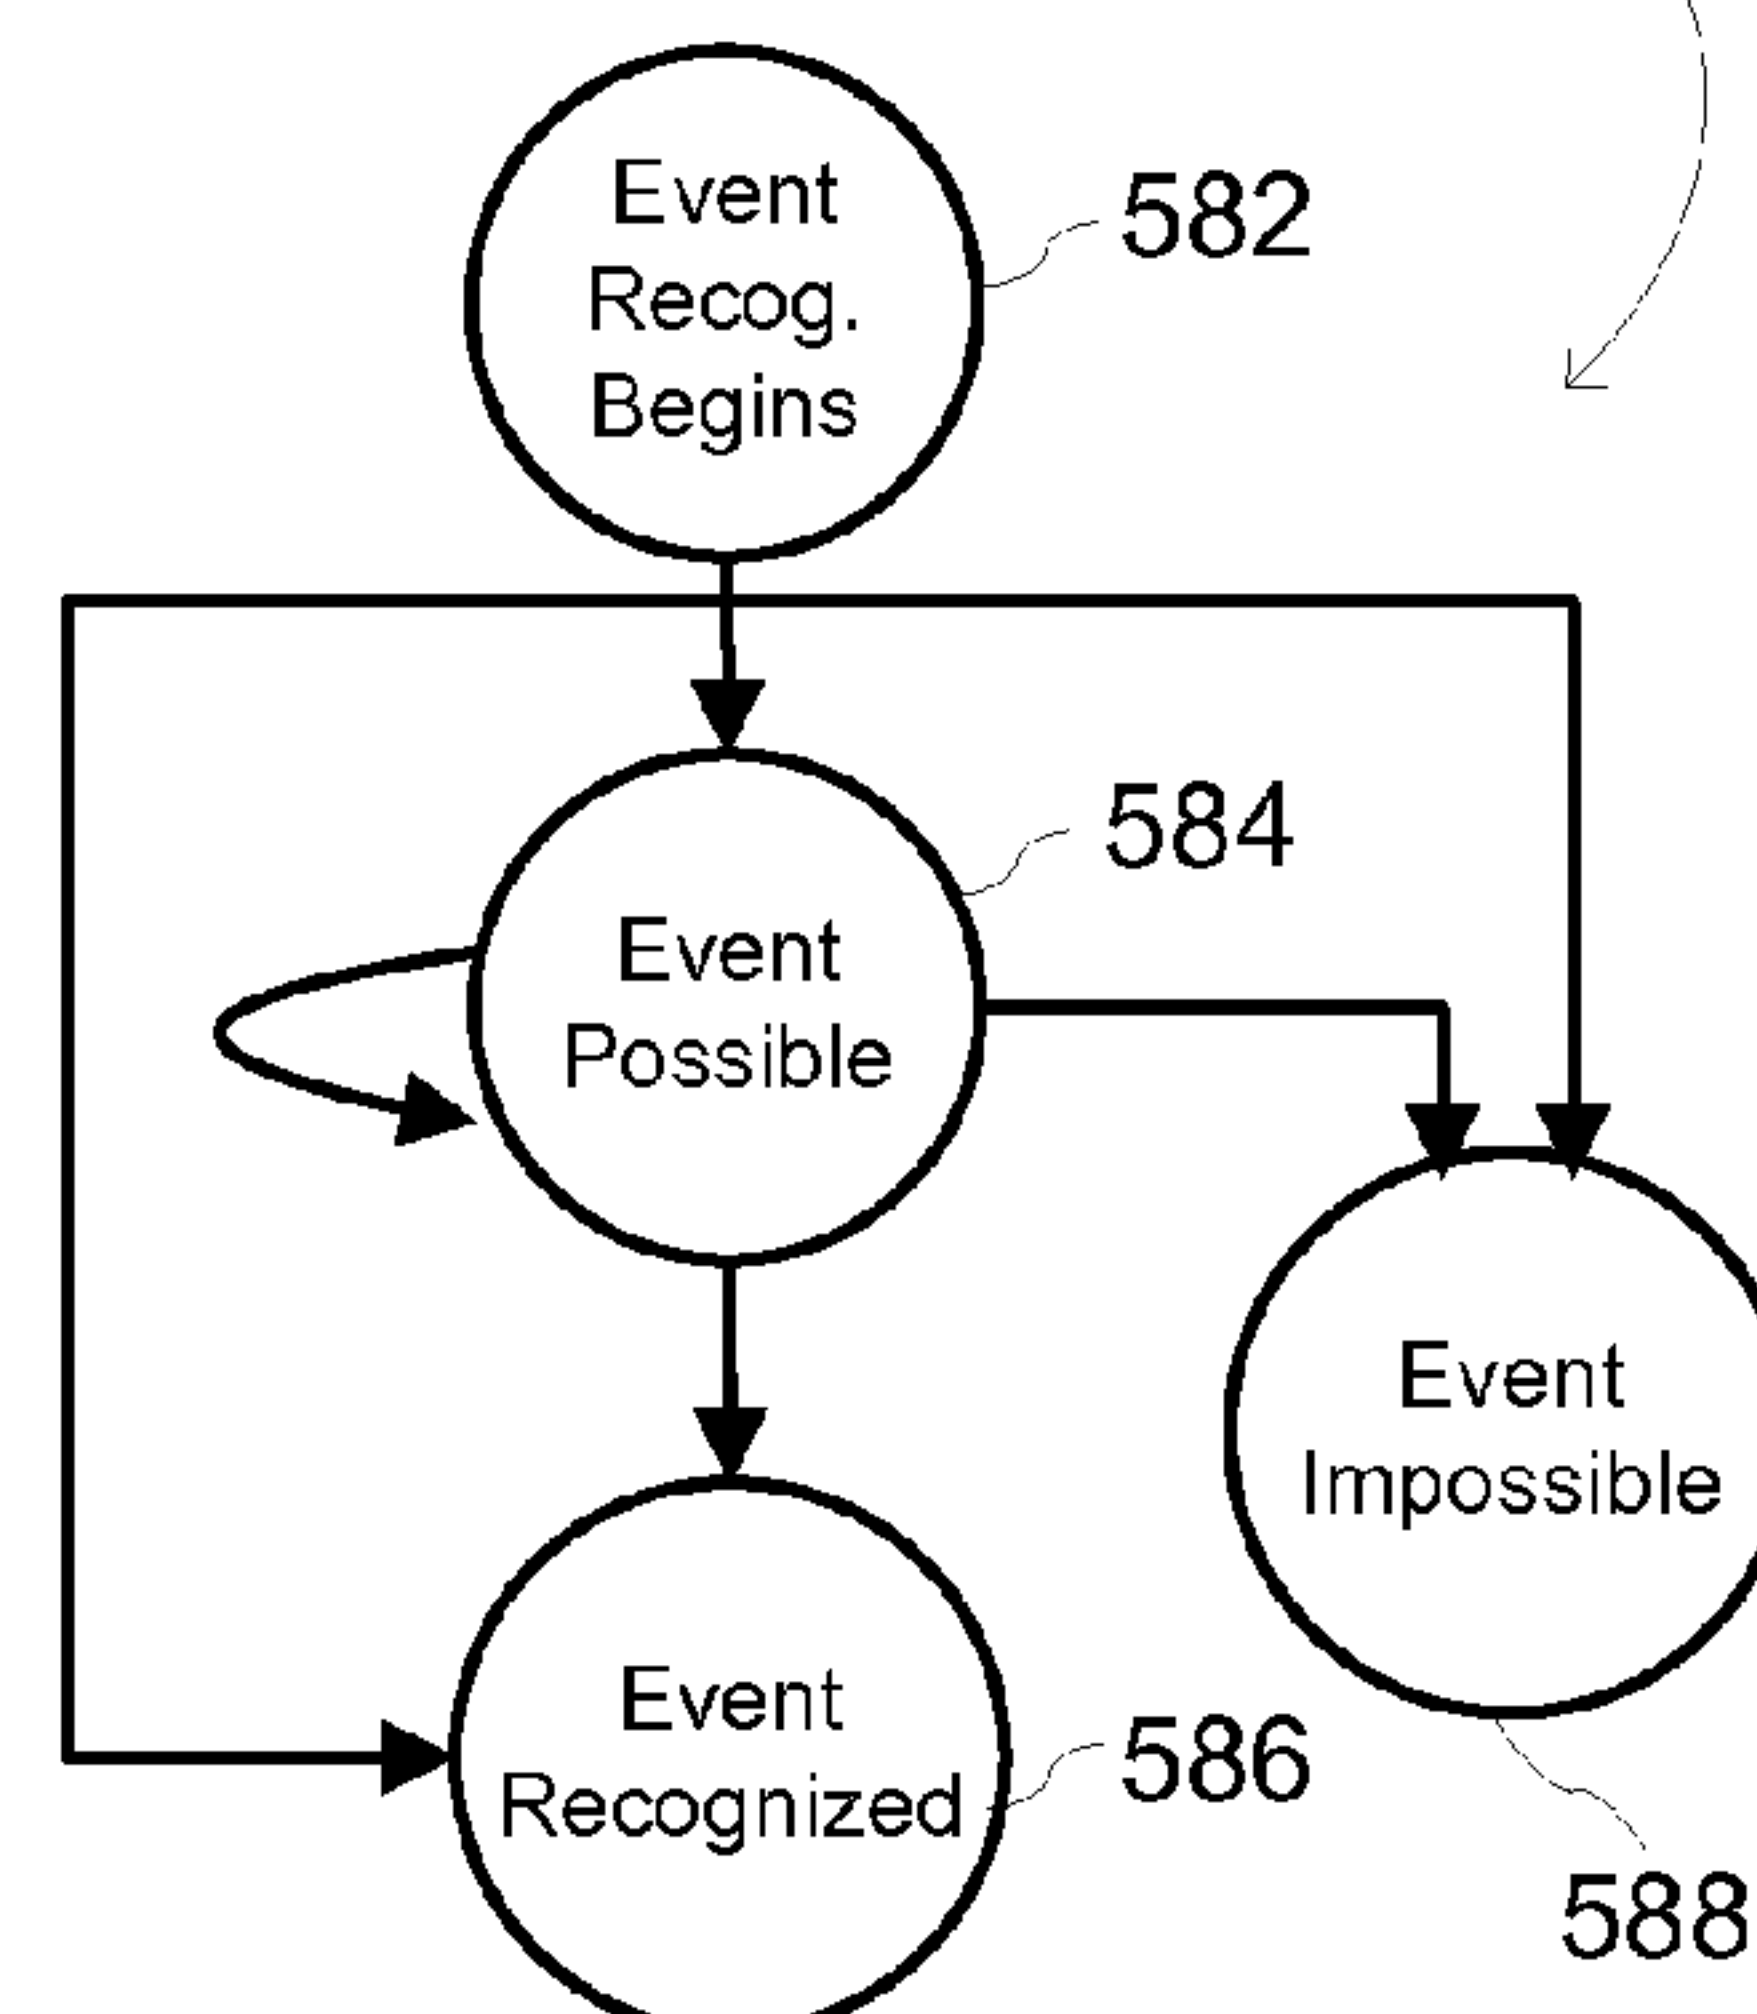 Event
Recog.
Begins
582
584
Event
Possible
Event
Impossible
Event
Recognized
586
588